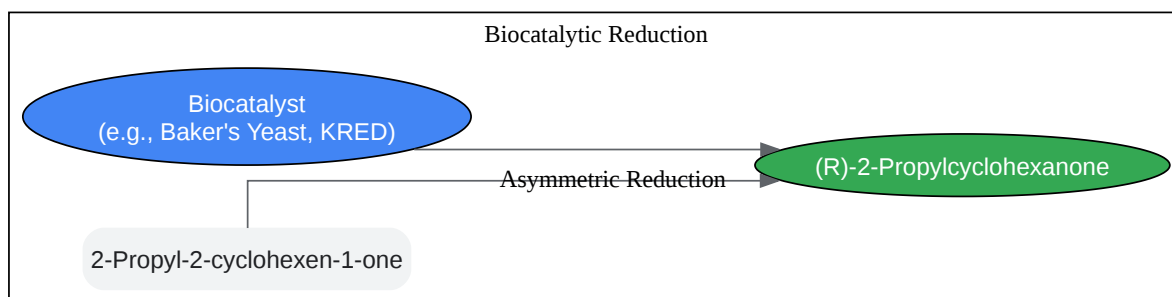 Biocatalytic Reduction
Biocatalyst
(e.g., Baker's Yeast, KRED)
(R)-2-Propylcyclohexanone
Asymmetric Reduction
2-Propyl-2-cyclohexen-1-one